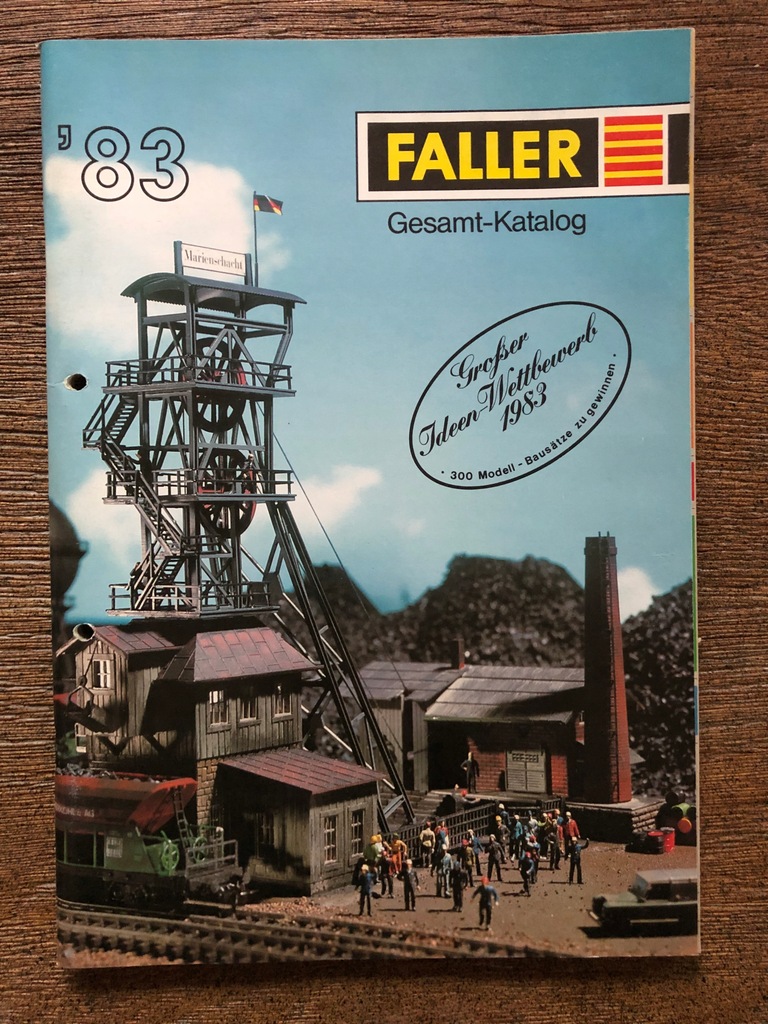 '83
FALLER
Gesamt-Katalog
Marienschacht
Großer
Ideen-Wettbewerb
1983
· 300 Modell - Bausätze zu gewinnen ·